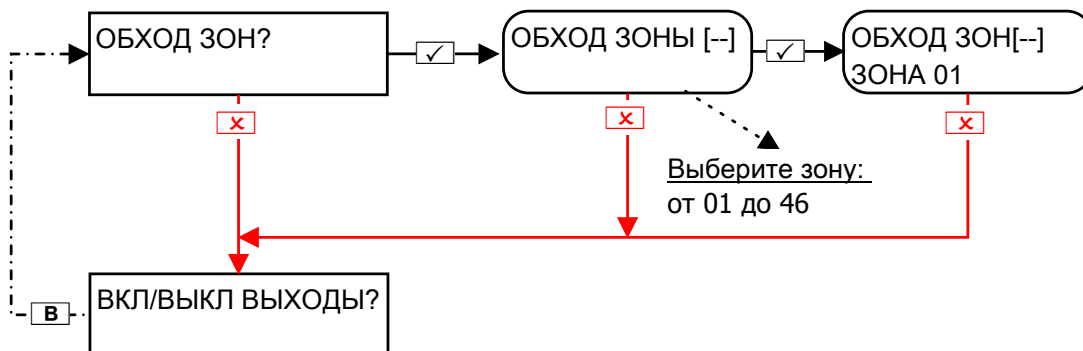 ОБХОД ЗОН?
ОБХОД ЗОНЫ [--]
ОБХОД ЗОН[--]
ЗОНА 01
Выберите зону:
от 01 до 46
ВКЛ/ВЫКЛ ВЫХОДЫ?
B